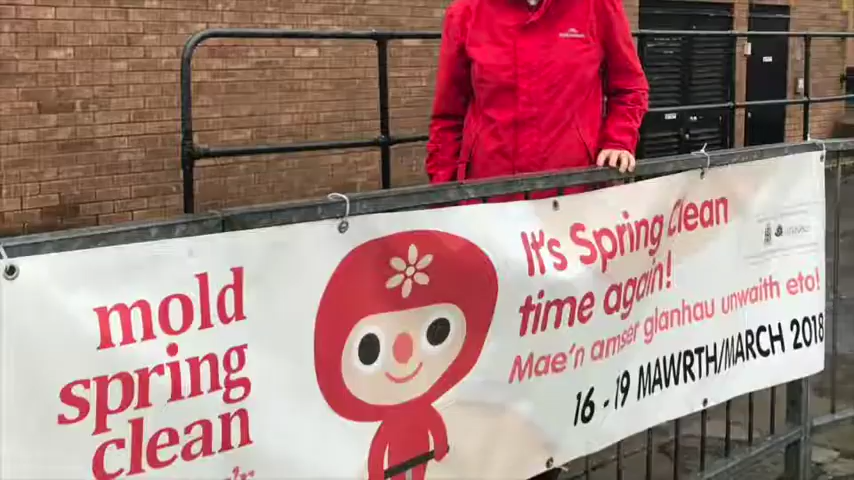 mold
spring
clean
It's Spring Clean
time again!
Mae'n amser glanhau unwaith eto!
16 - 19 MAWRTH/MARCH 2018